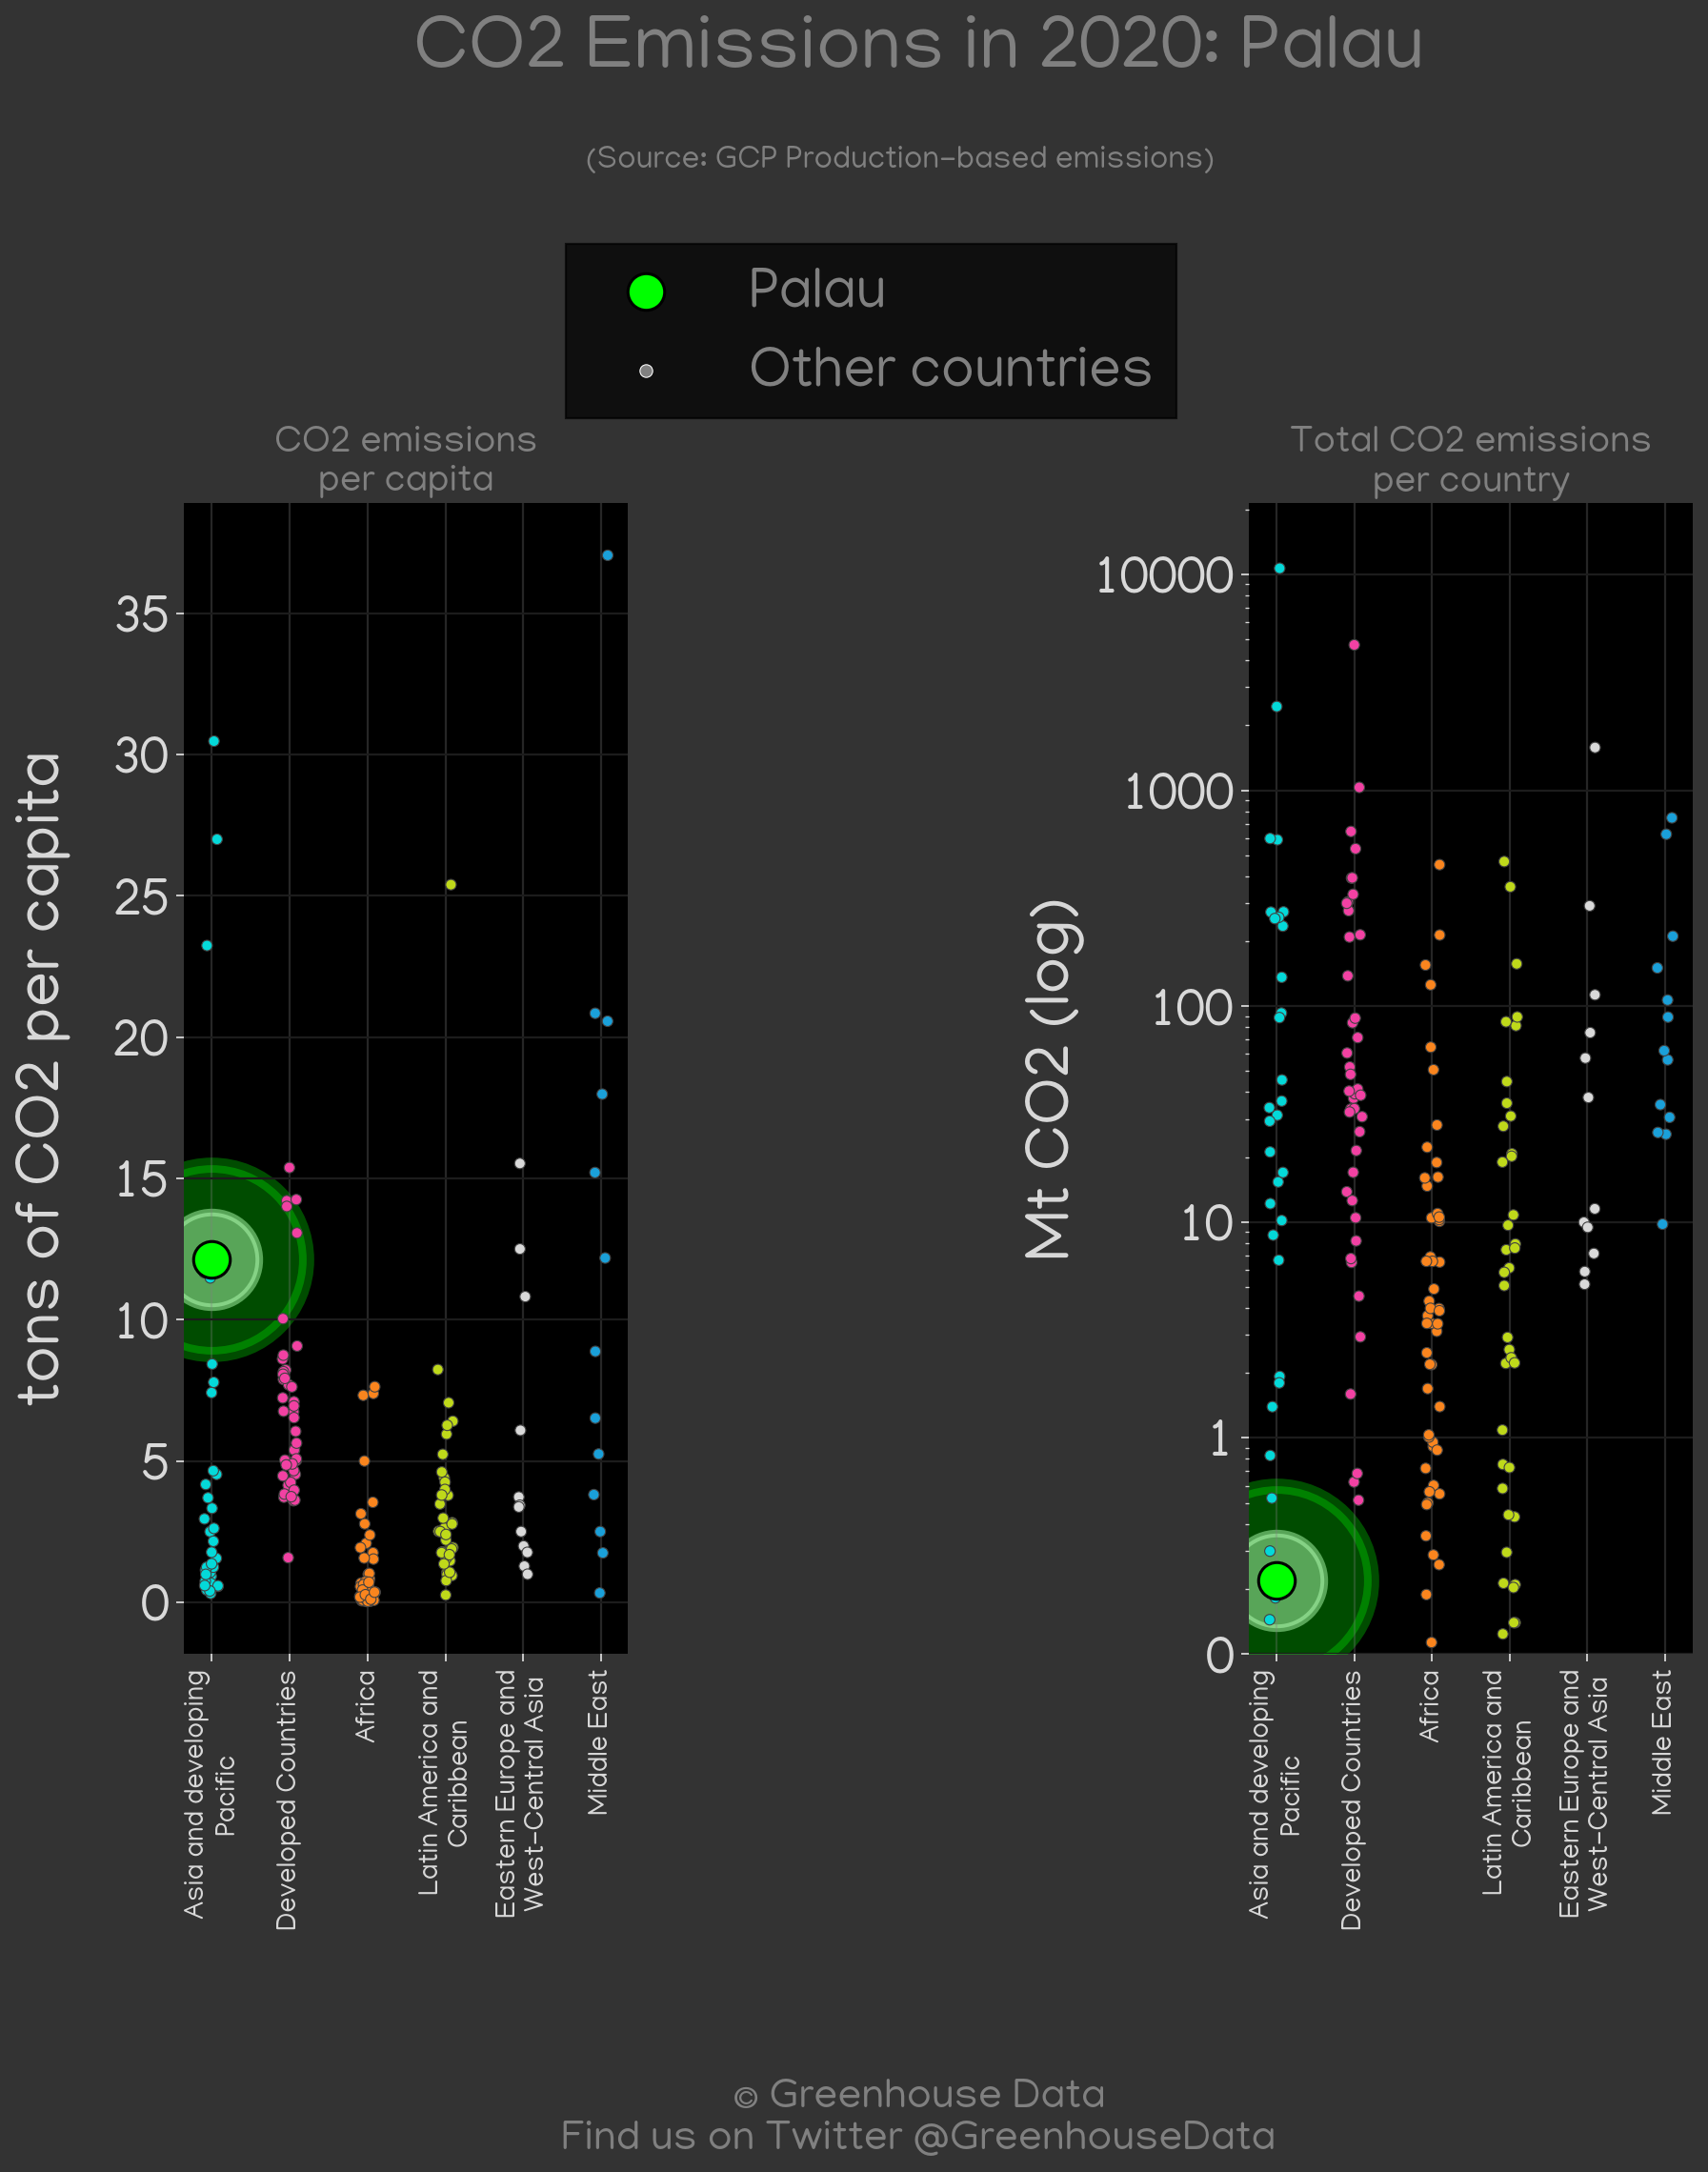 CO2 Emissions in 2020: Palau
(Source: GCP Production-based emissions)
Palau
Other countries
CO2 emissions
per capita
tons of CO2 per capita
35
30
25
20
15
10
5
0
Asia and developing
Pacific
Developed Countries
Africa
Latin America and
Caribbean
Eastern Europe and
West-Central Asia
Middle East
Total CO2 emissions
per country
Mt CO2 (log)
10000
1000
100
10
1
0
Asia and developing
Pacific
Developed Countries
Africa
Latin America and
Caribbean
Eastern Europe and
West-Central Asia
Middle East
© Greenhouse Data
Find us on Twitter @GreenhouseData